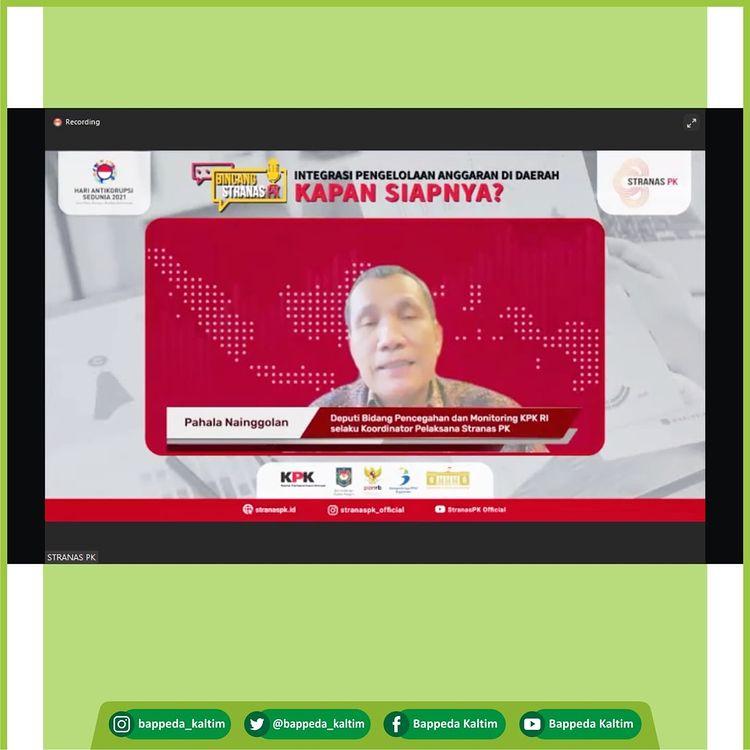 Recording
HARI ANTIKORUPSI
SEDUNIA 2021
BINCANG
STRANAS PK
INTEGRASI PENGELOLAAN ANGGARAN DI DAERAH
KAPAN SIAPNYA?
STRANAS PK
Pahala Nainggolan
Deputi Bidang Pencegahan dan Monitoring KPK RI
selaku Koordinator Pelaksana Stranas PK
KPK
panrb
stranaspk.id
stranaspk_official
StranasPK Official
STRANAS PK
bappeda_kaltim
@bappeda_kaltim
Bappeda Kaltim
Bappeda Kaltim